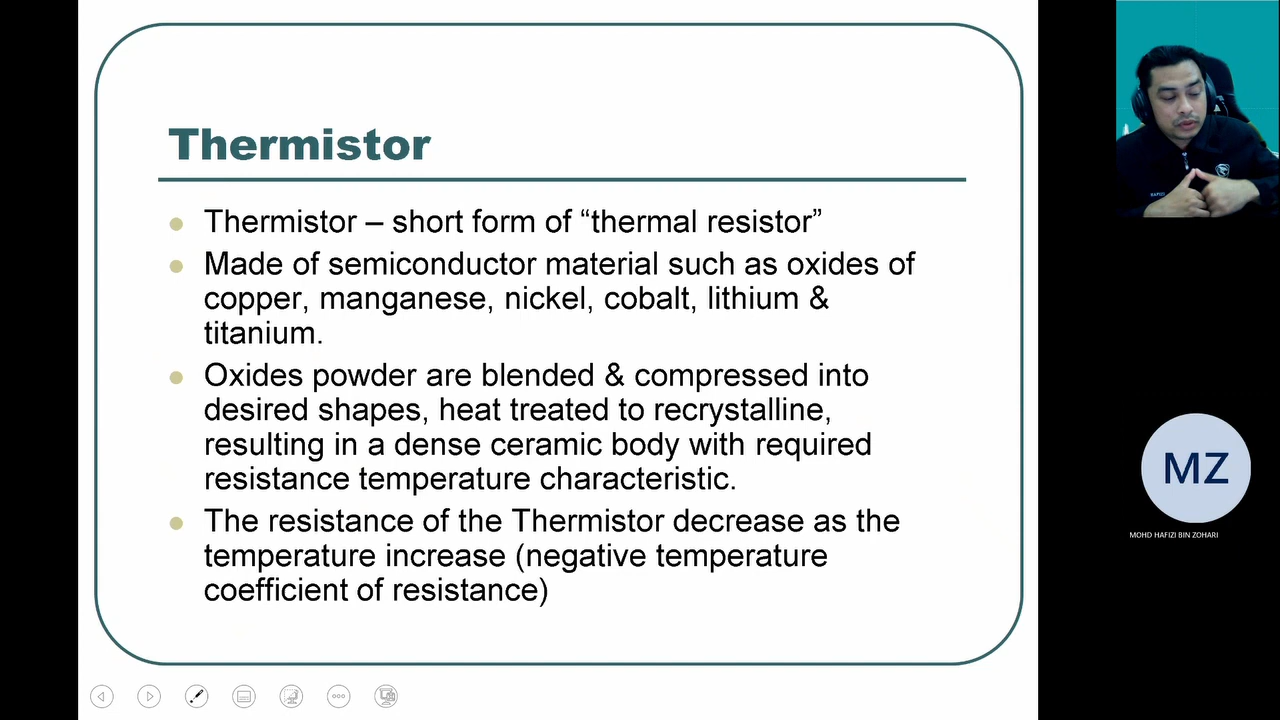 Thermistor
Thermistor – short form of “thermal resistor”
Made of semiconductor material such as oxides of
copper, manganese, nickel, cobalt, lithium &
titanium.
Oxides powder are blended & compressed into
desired shapes, heat treated to recrystalline,
resulting in a dense ceramic body with required
resistance temperature characteristic.
The resistance of the Thermistor decrease as the
temperature increase (negative temperature
coefficient of resistance)
HAFIZI
MZ
MOHD HAFIZI BIN ZOHARI